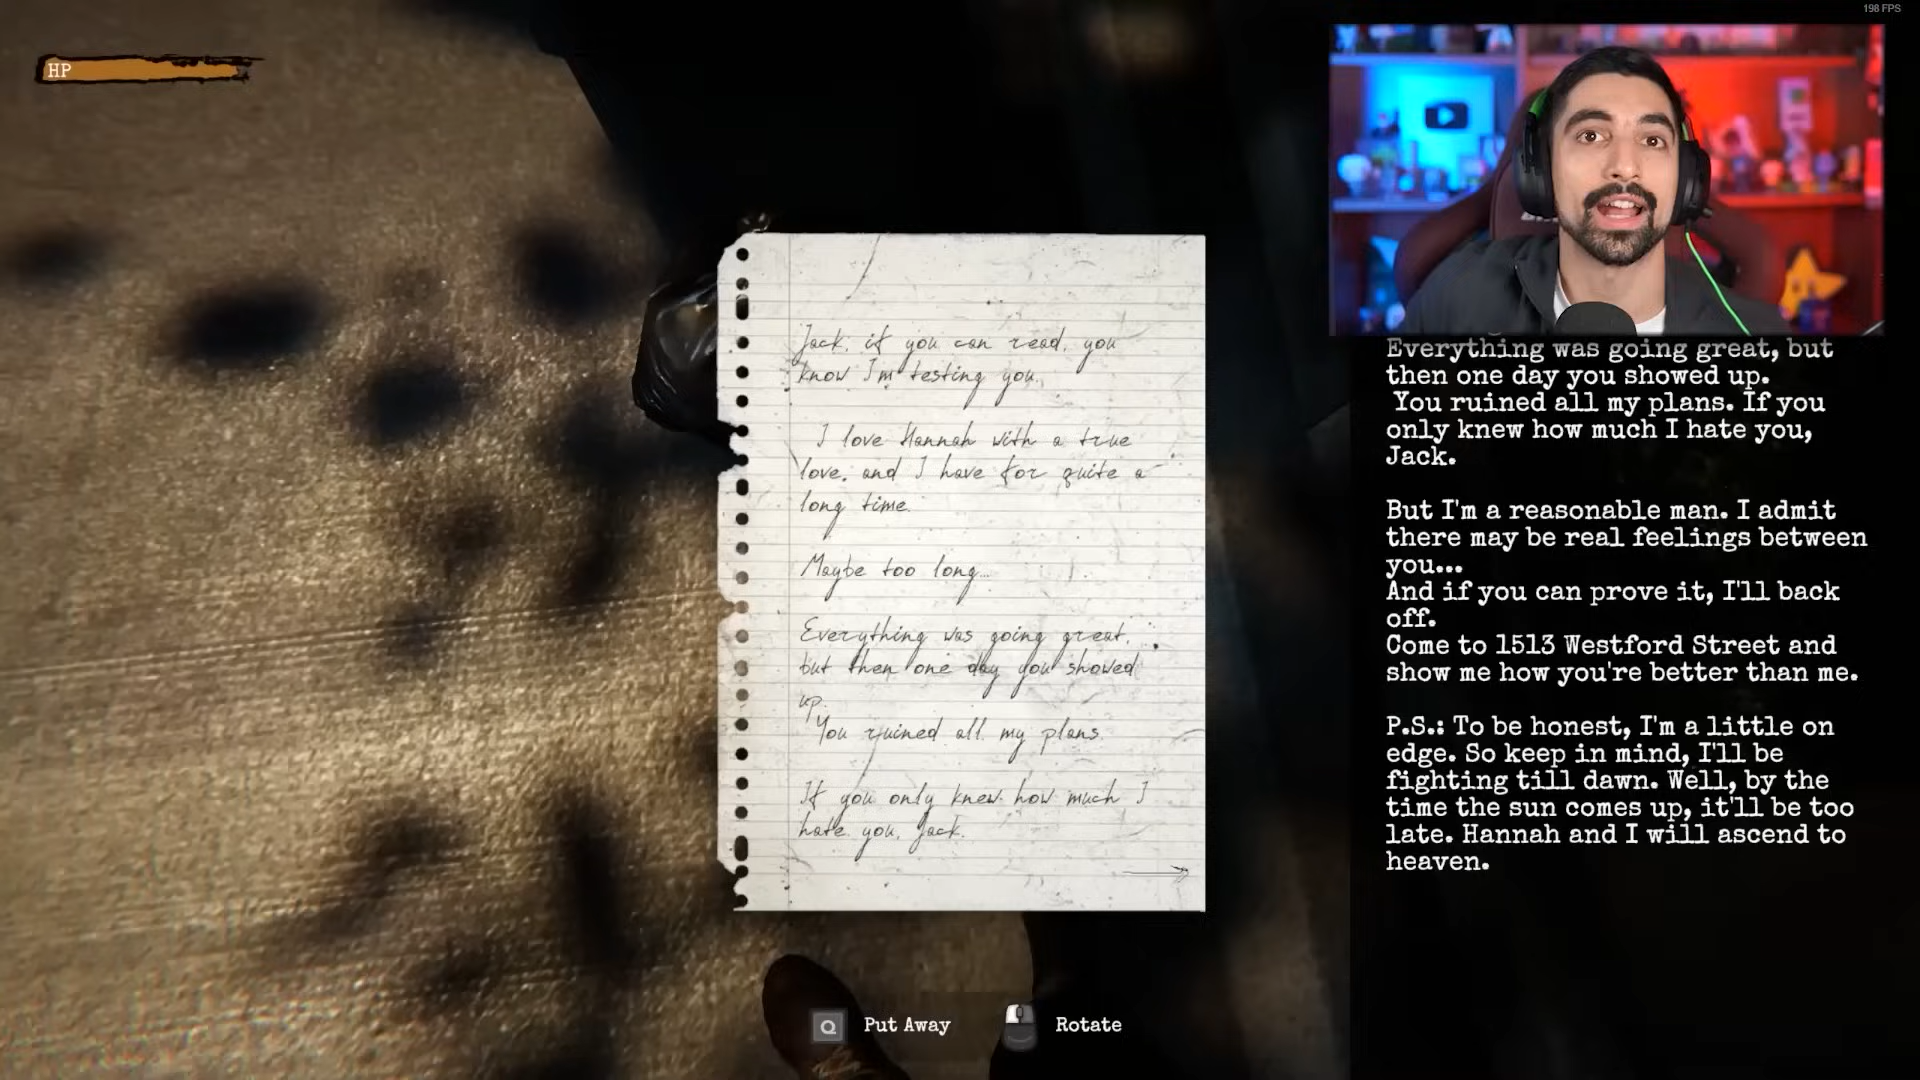 198 FPS
HP
Jack, if you can read, you
know I'm testing you.
I love Hannah with a true
love, and I have for quite a
long time.
Maybe too long...
Everything was going great,
but then one day you showed
up.
You ruined all my plans.
If you only knew how much I
hate you, Jack.
Everything was going great, but
then one day you showed up.
You ruined all my plans. If you
only knew how much I hate you,
Jack.
But I'm a reasonable man. I admit
there may be real feelings between
you...
And if you can prove it, I'll back
off.
Come to 1513 Westford Street and
show me how you're better than me.
P.S.: To be honest, I'm a little on
edge. So keep in mind, I'll be
fighting till dawn. Well, by the
time the sun comes up, it'll be too
late. Hannah and I will ascend to
heaven.
Q Put Away
Rotate